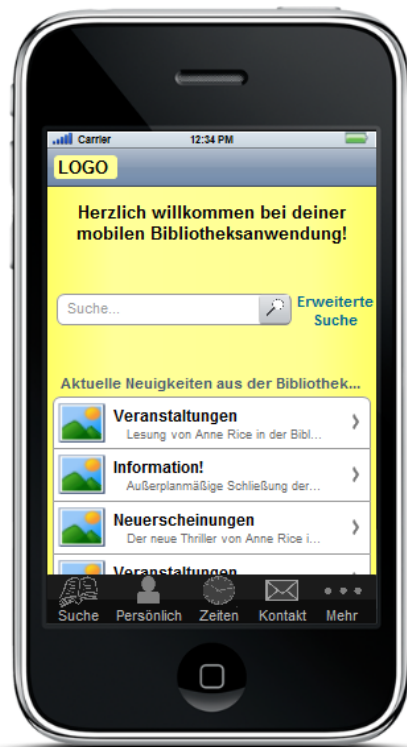 Carrier 12:34 PM
LOGO
Herzlich willkommen bei deiner
mobilen Bibliotheksanwendung!
Suche...
Erweiterte
Suche
Aktuelle Neuigkeiten aus der Bibliothek...
Veranstaltungen
Lesung von Anne Rice in der Bibl...
Information!
Außerplanmäßige Schließung der...
Neuerscheinungen
Der neue Thriller von Anne Rice i...
Veranstaltungen
Suche Persönlich Zeiten Kontakt Mehr